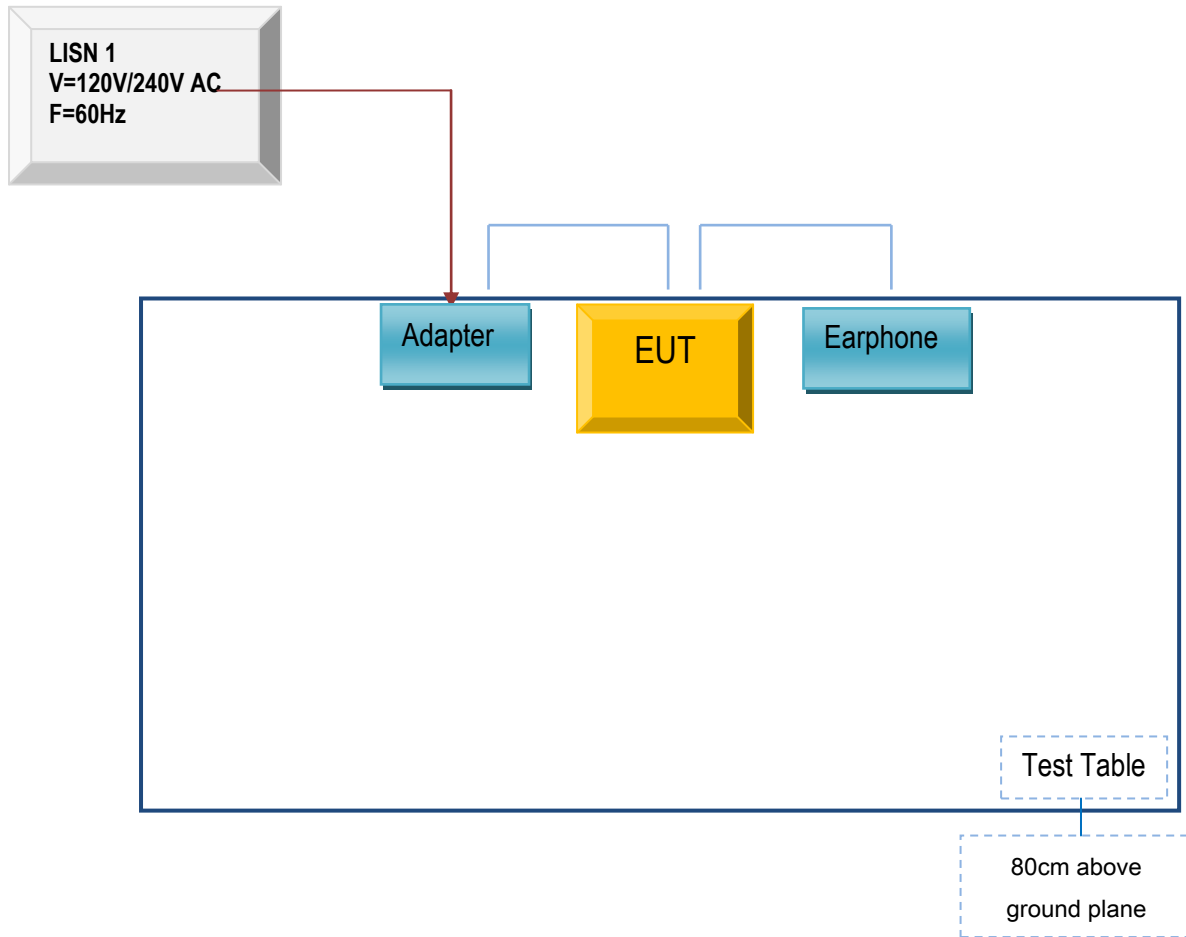 LISN 1
V=120V/240V AC
F=60Hz
Adapter
EUT
Earphone
Test Table
80cm above
ground plane